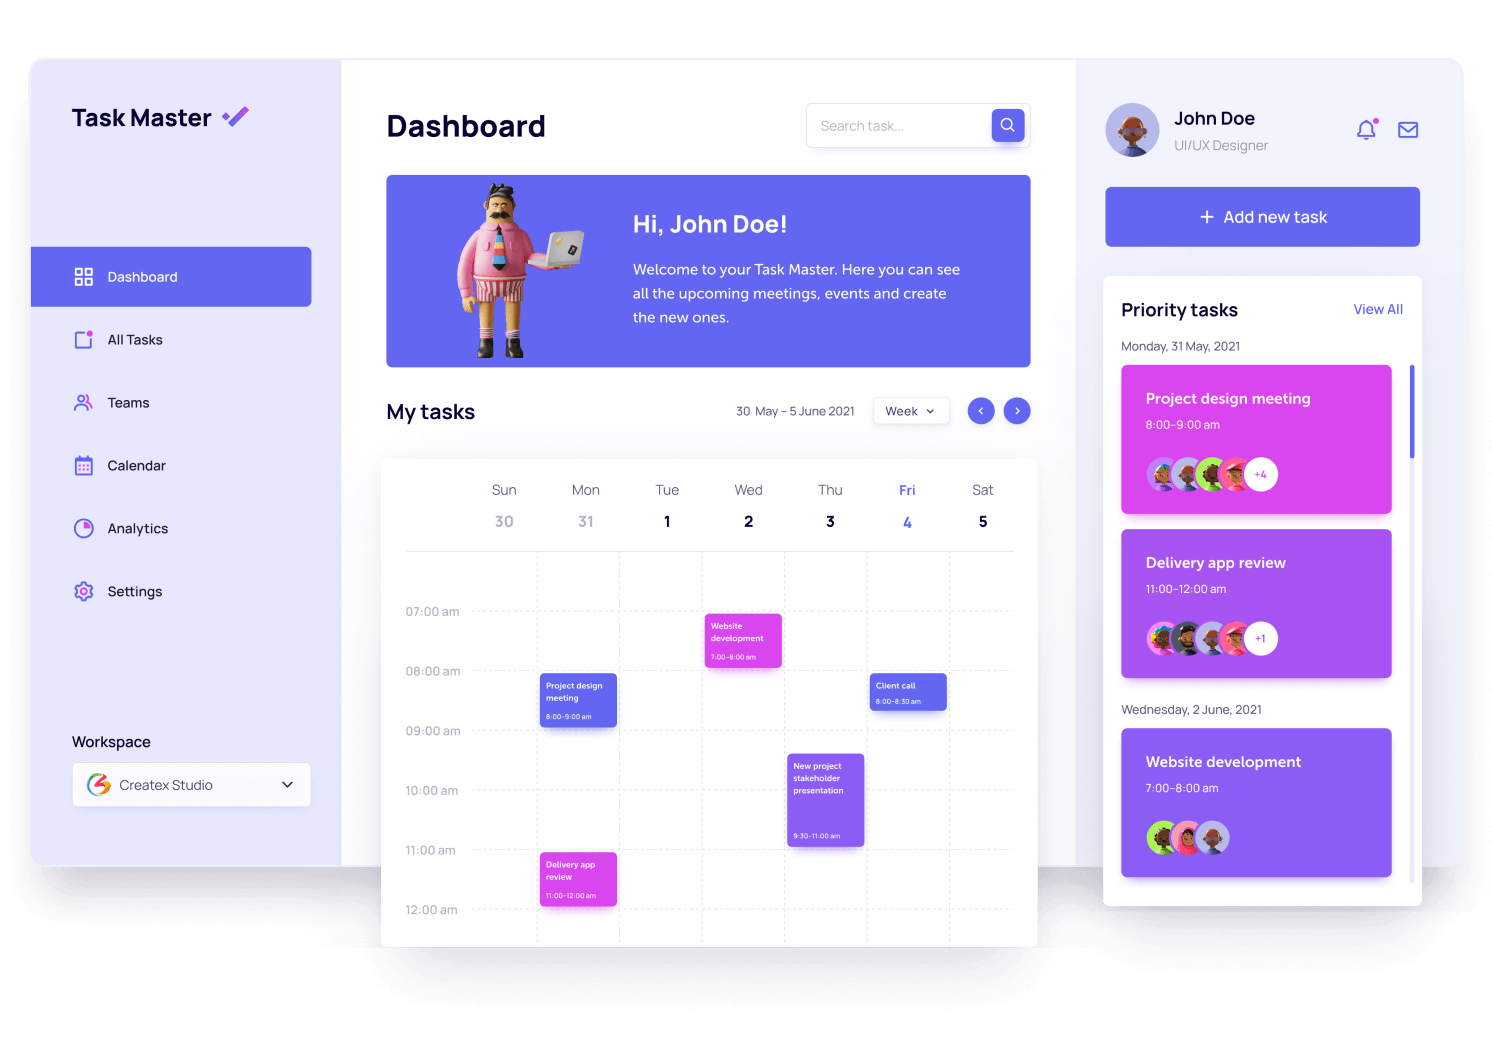 Task Master
Dashboard
All Tasks
Teams
Calendar
Analytics
Settings
Workspace
Createx Studio
Dashboard
Search task...
Hi, John Doe!
Welcome to your Task Master. Here you can see
all the upcoming meetings, events and create
the new ones.
My tasks
30 May – 5 June 2021
Week
Sun Mon Tue Wed Thu Fri Sat
30 31 1 2 3 4 5
07:00 am
08:00 am
09:00 am
10:00 am
11:00 am
12:00 am
Website
development
7:00–8:00 am
Project design
meeting
8:00–9:00 am
Client call
8:00–8:30 am
New project
stakeholder
presentation
9:30–11:00 am
Delivery app
review
11:00–12:00 am
John Doe
UI/UX Designer
+ Add new task
Priority tasks
View All
Monday, 31 May, 2021
Project design meeting
8:00–9:00 am
+4
Delivery app review
11:00–12:00 am
+1
Wednesday, 2 June, 2021
Website development
7:00–8:00 am